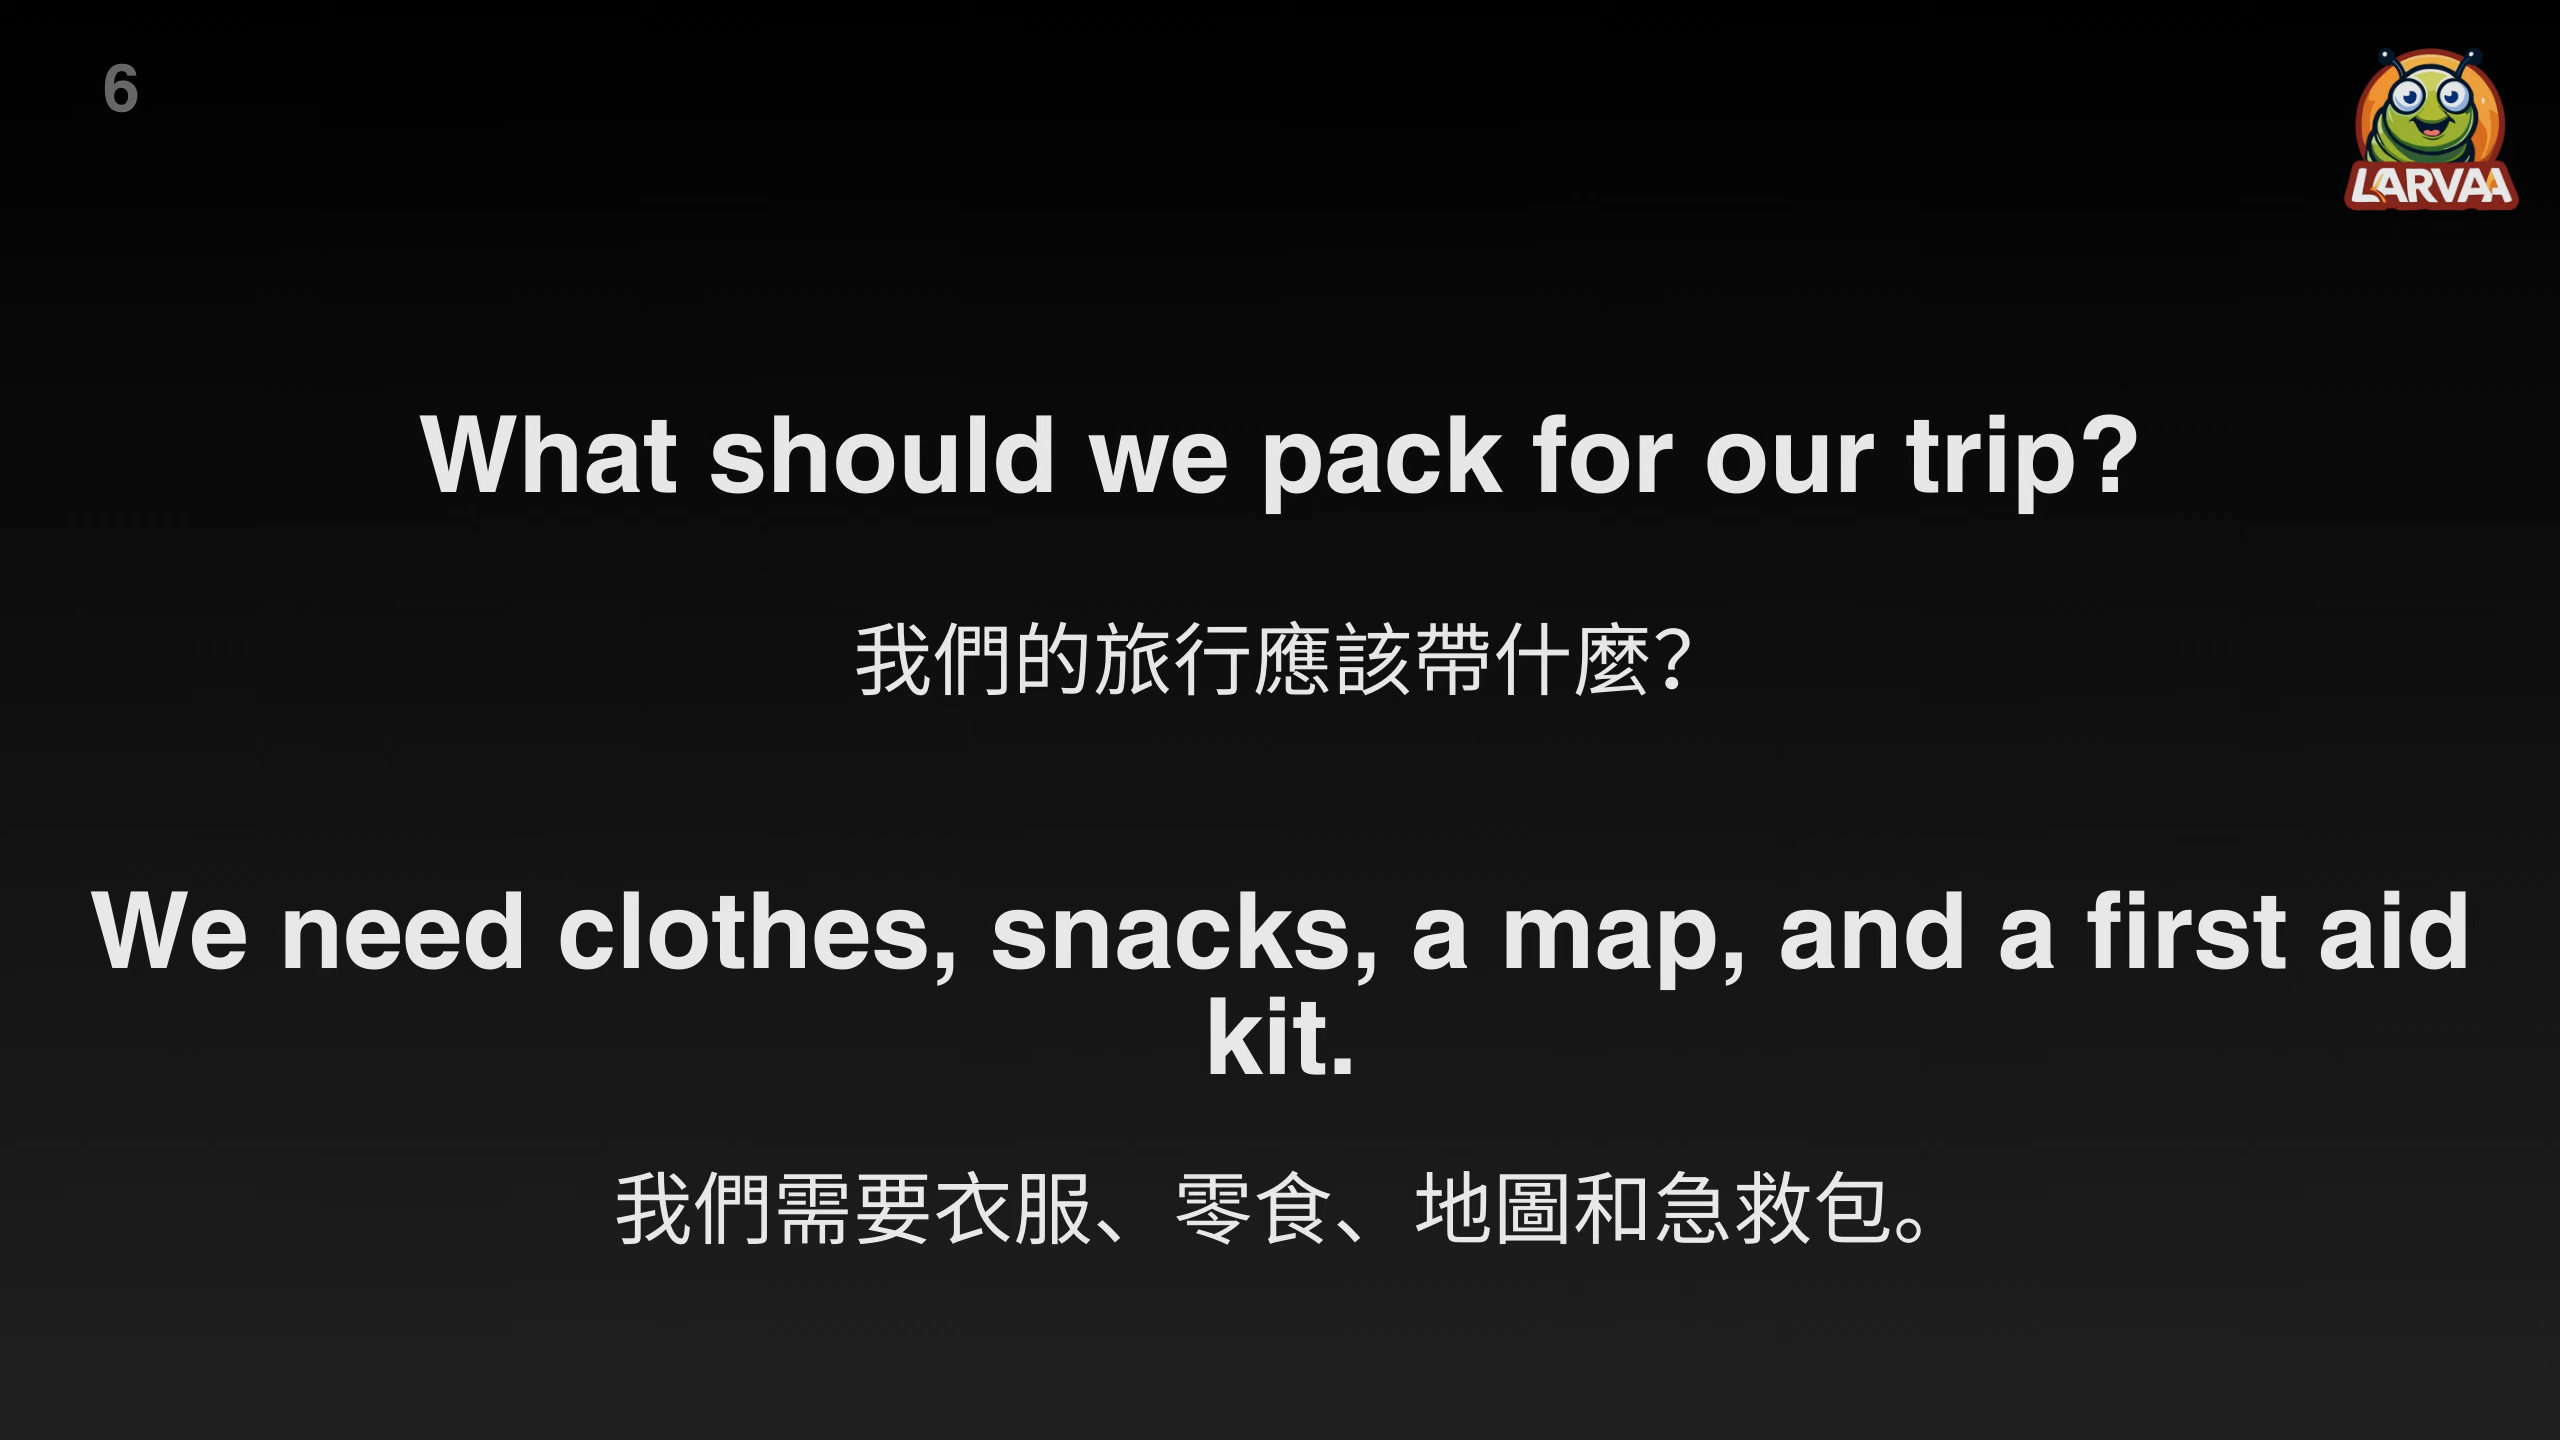 6
LARVAA
What should we pack for our trip?
我們的旅行應該帶什麼？
We need clothes, snacks, a map, and a first aid
kit.
我們需要衣服、零食、地圖和急救包。